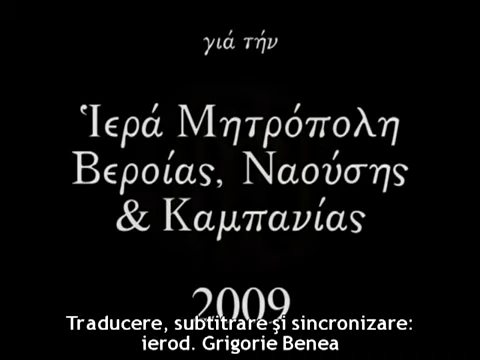 γιά τήν
Ἱερά Μητρόπολη
Βεροίας, Ναούσης
& Καμπανίας
2009
Traducere, subtitrare şi sincronizare:
ierod. Grigorie Benea